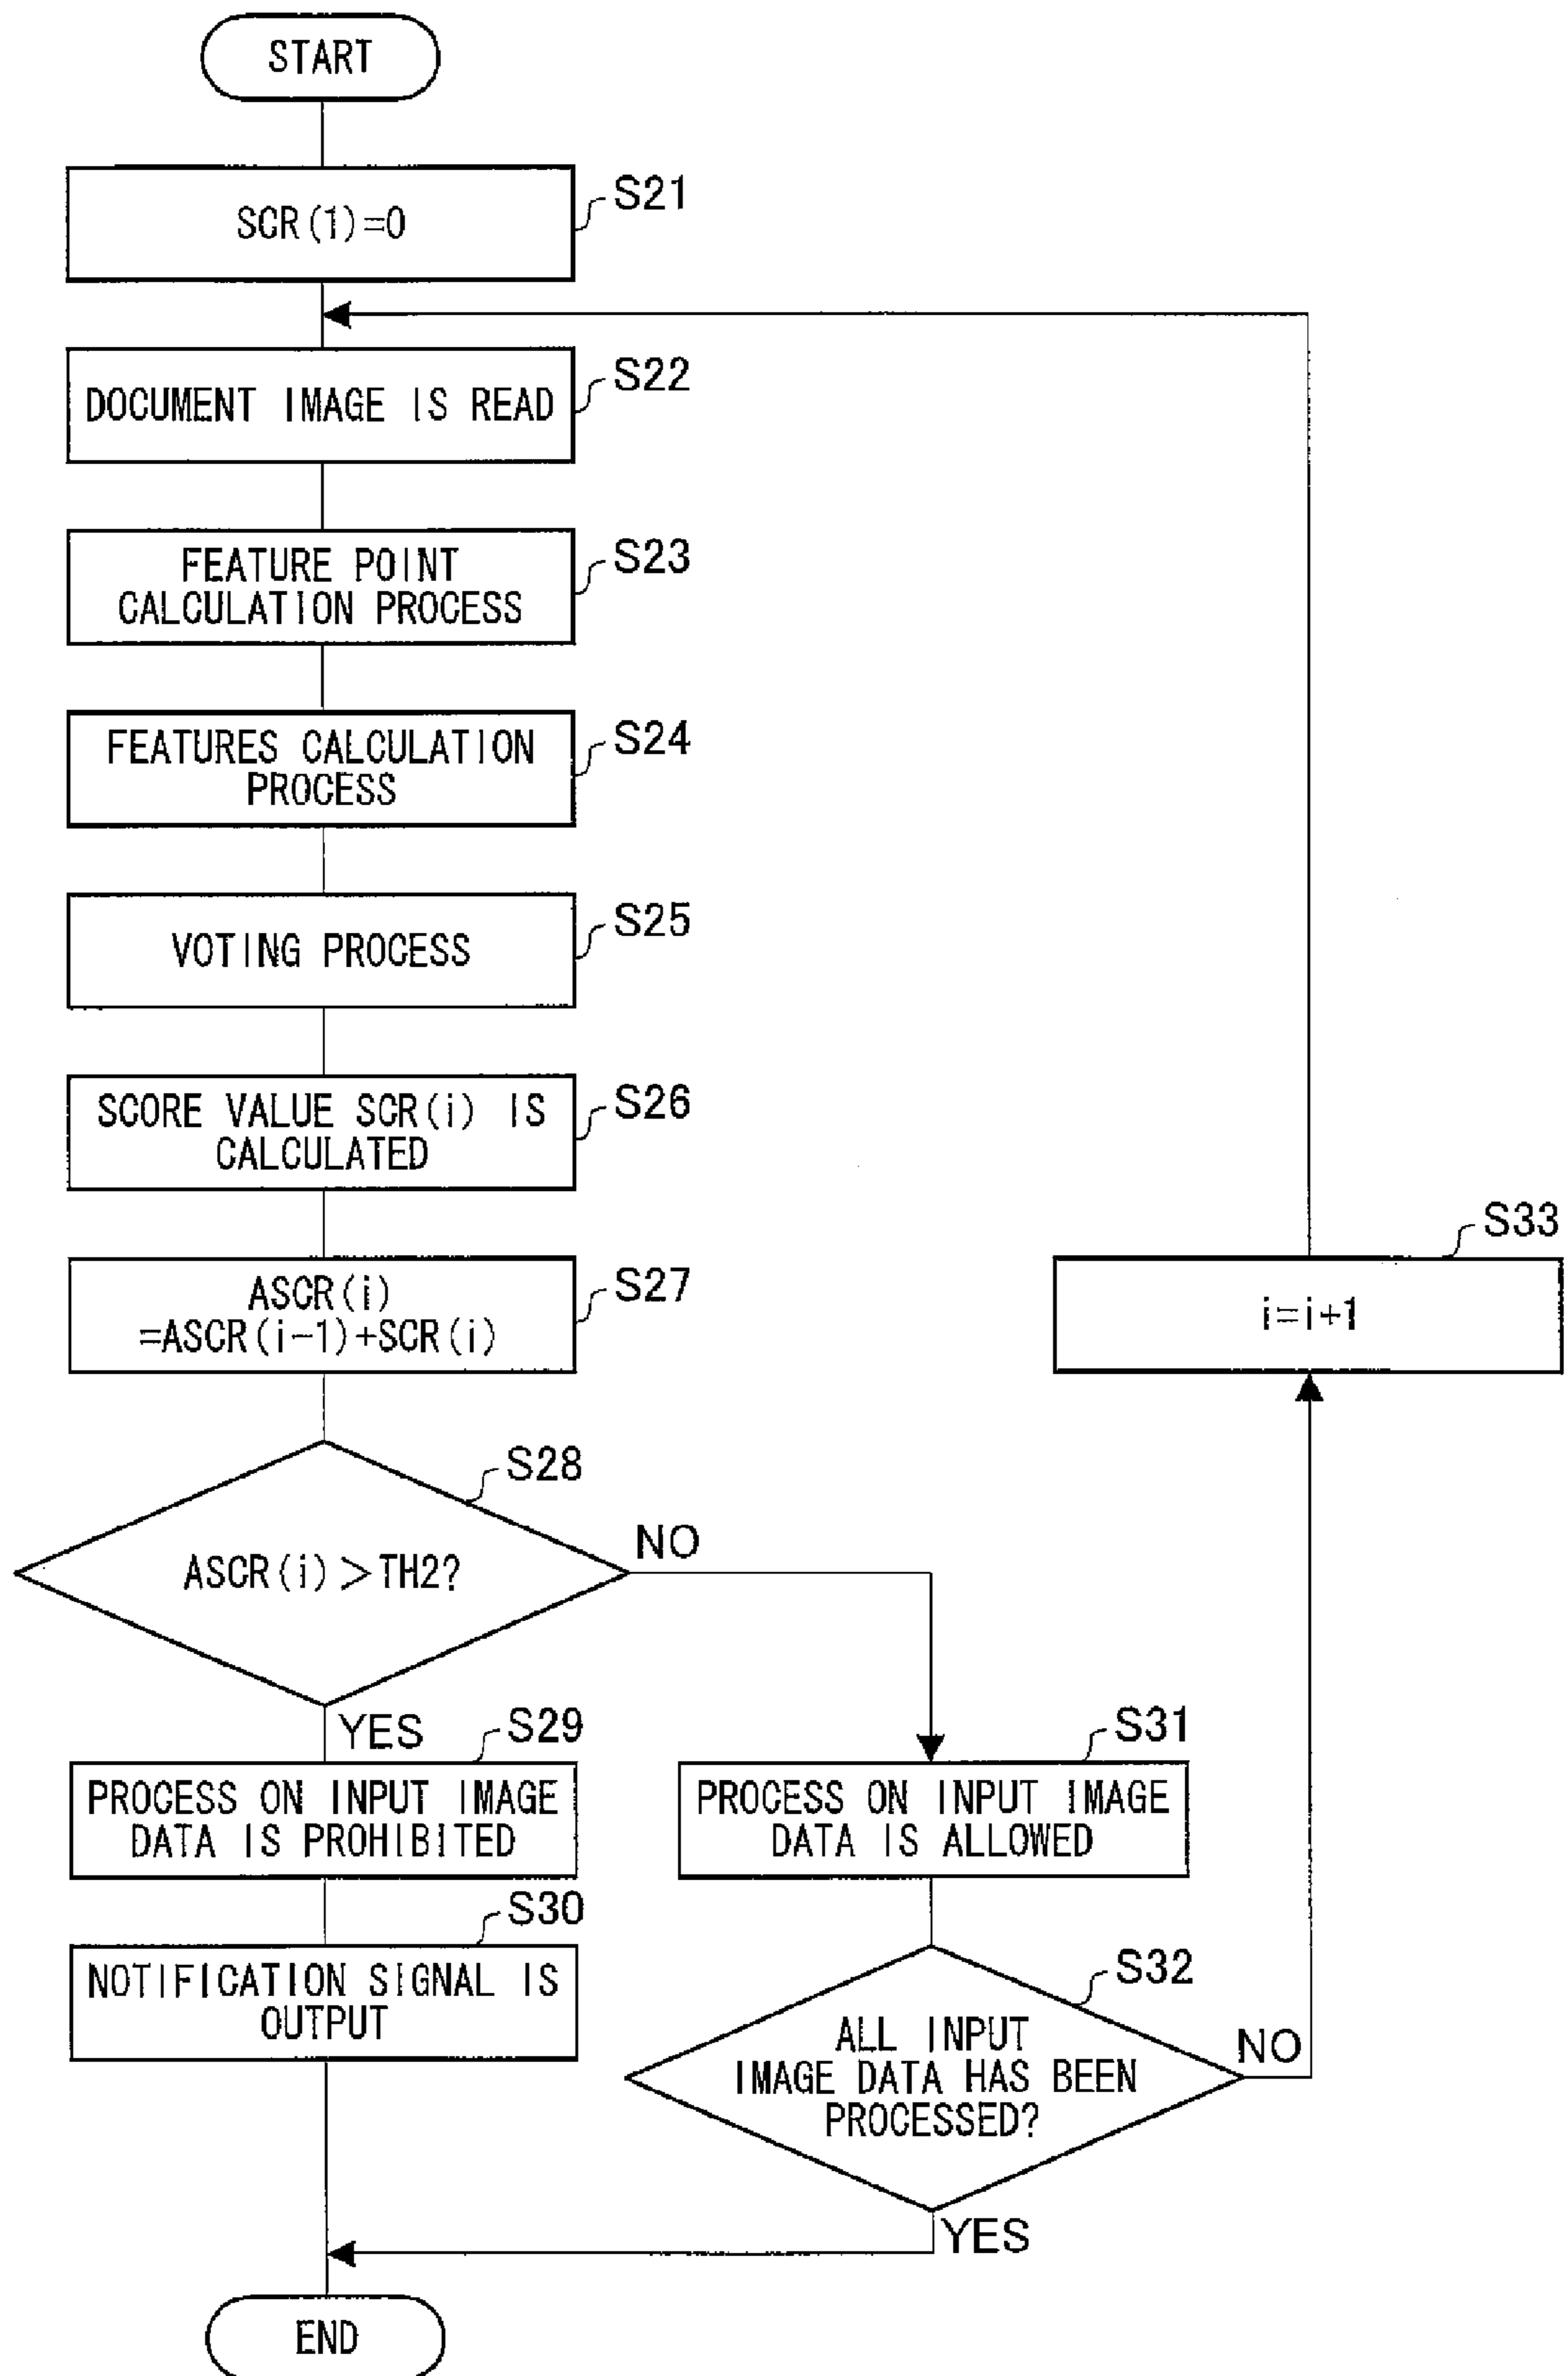 START
SCR(1)=0
S21
DOCUMENT IMAGE IS READ
S22
FEATURE POINT
CALCULATION PROCESS
S23
FEATURES CALCULATION
PROCESS
S24
VOTING PROCESS
S25
SCORE VALUE SCR(i) IS
CALCULATED
S26
ASCR(i)
=ASCR(i-1)+SCR(i)
S27
S33
i=i+1
S28
ASCR(i)>TH2?
NO
YES
S29
PROCESS ON INPUT IMAGE
DATA IS PROHIBITED
S31
PROCESS ON INPUT IMAGE
DATA IS ALLOWED
S30
NOTIFICATION SIGNAL IS
OUTPUT
S32
ALL INPUT
IMAGE DATA HAS BEEN
PROCESSED?
NO
YES
END